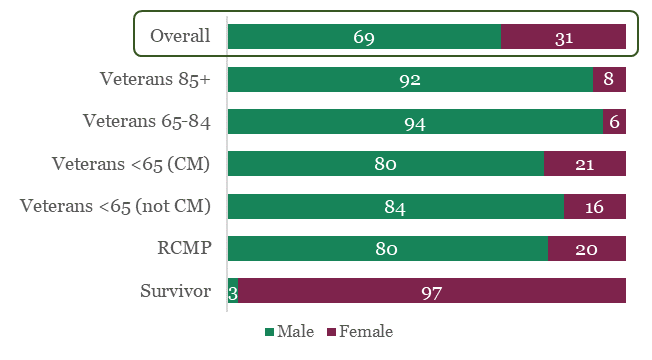 Overall 69 31
Veterans 85+ 92 8
Veterans 65-84 94 6
Veterans <65 (CM) 80 21
Veterans <65 (not CM) 84 16
RCMP 80 20
Survivor 3 97
Male Female